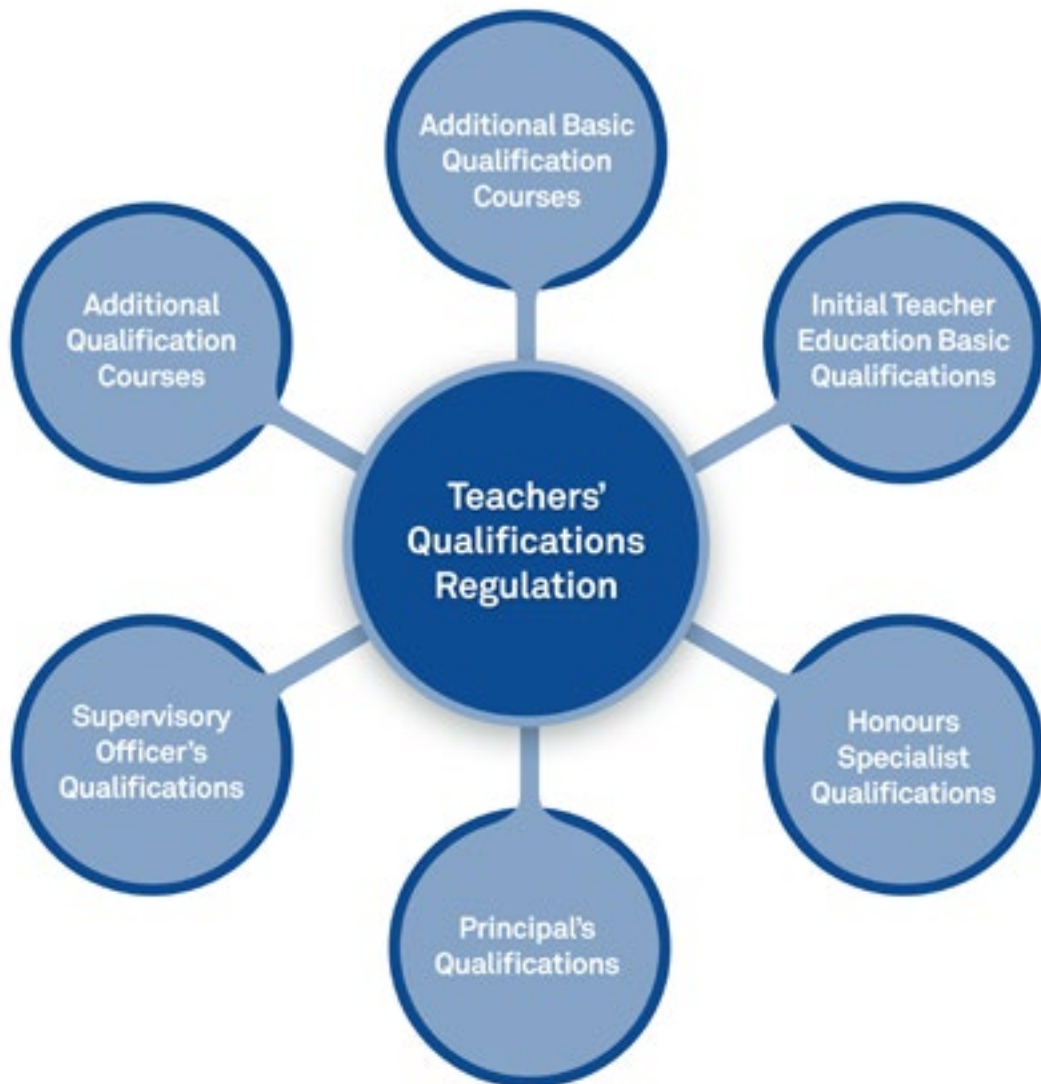 Additional Basic
Qualification
Courses
Additional
Qualification
Courses
Initial Teacher
Education Basic
Qualifications
Teachers’
Qualifications
Regulation
Supervisory
Officer’s
Qualifications
Honours
Specialist
Qualifications
Principal’s
Qualifications